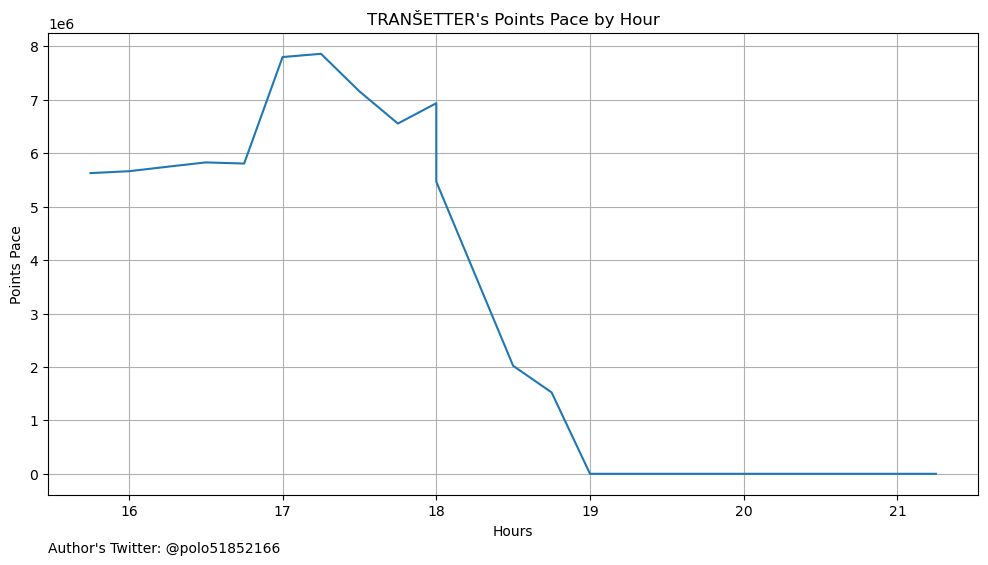 TRANŠETTER's Points Pace by Hour
1e6
8
7
6
5
4
3
2
1
0
Points Pace
16 17 18 19 20 21
Hours
Author's Twitter: @polo51852166